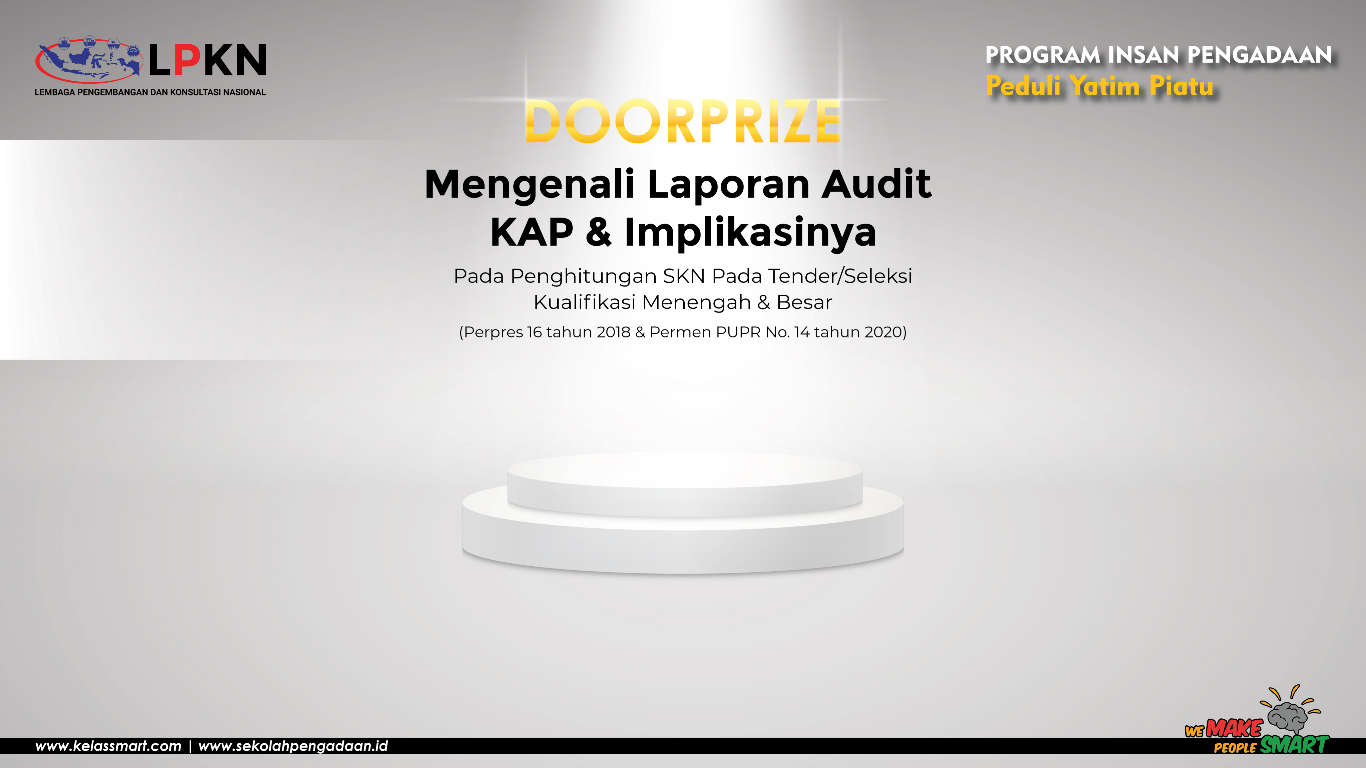 LPKN
LEMBAGA PENGEMBANGAN DAN KONSULTASI NASIONAL
PROGRAM INSAN PENGADAAN
Peduli Yatim Piatu
DOORPRIZE
Mengenali Laporan Audit
KAP & Implikasinya
Pada Penghitungan SKN Pada Tender/Seleksi
Kualifikasi Menengah & Besar
(Perpres 16 tahun 2018 & Permen PUPR No. 14 tahun 2020)
www.kelassmart.com | www.sekolahpengadaan.id
WE MAKE
PEOPLE SMART